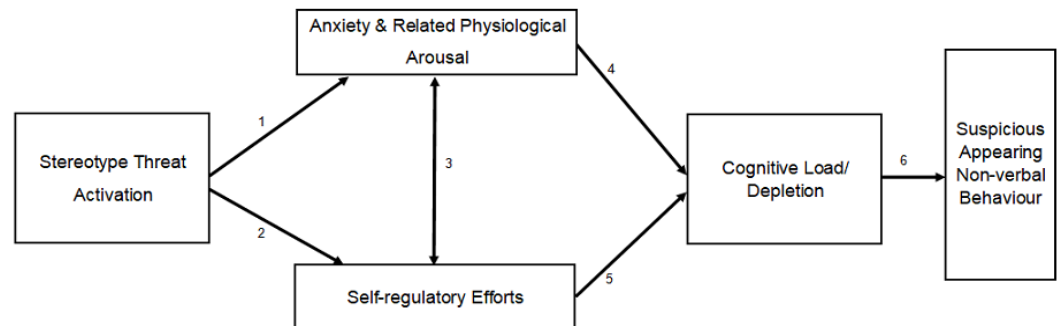 Anxiety & Related Physiological
Arousal
4
1
Stereotype Threat
Activation
3
Cognitive Load/
Depletion
6
Suspicious
Appearing
Non-verbal
Behaviour
2
Self-regulatory Efforts
5